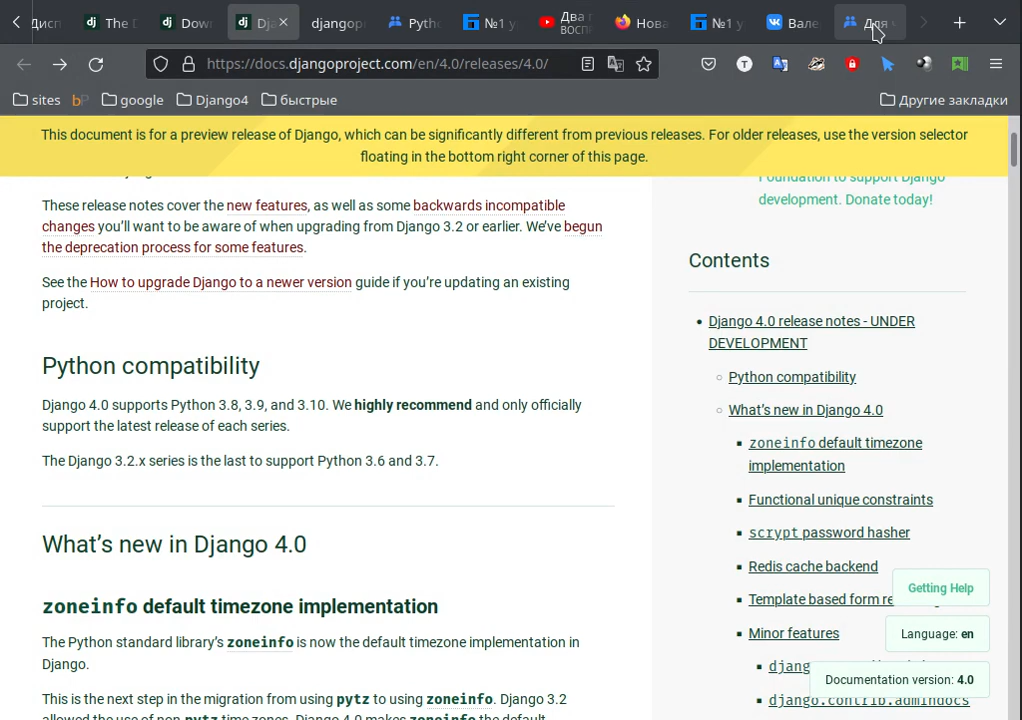 Дисп
The D
Dow
Dja
djangop
Pyth
№1 у
Два
ВОСПІ
Нова
№1 у
Вале
Для
https://docs.djangoproject.com/en/4.0/releases/4.0/
sites
bP
google
Django4
быстрые
Другие закладки
This document is for a preview release of Django, which can be significantly different from previous releases. For older releases, use the version selector
floating in the bottom right corner of this page.
These release notes cover the new features, as well as some backwards incompatible
changes you’ll want to be aware of when upgrading from Django 3.2 or earlier. We’ve begun
the deprecation process for some features.
See the How to upgrade Django to a newer version guide if you’re updating an existing
project.
Python compatibility
Django 4.0 supports Python 3.8, 3.9, and 3.10. We highly recommend and only officially
support the latest release of each series.
The Django 3.2.x series is the last to support Python 3.6 and 3.7.
What’s new in Django 4.0
zoneinfo default timezone implementation
The Python standard library’s zoneinfo is now the default timezone implementation in
Django.
This is the next step in the migration from using pytz to using zoneinfo. Django 3.2
allowed the use of non-pytz time zones. Django 4.0 makes zoneinfo the default
Foundation to support Django
development. Donate today!
Contents
Django 4.0 release notes - UNDER
DEVELOPMENT
Python compatibility
What’s new in Django 4.0
zoneinfo default timezone
implementation
Functional unique constraints
scrypt password hasher
Redis cache backend
Template based form re
Minor features
djang
django.contrib.admindocs
Getting Help
Language: en
Documentation version: 4.0